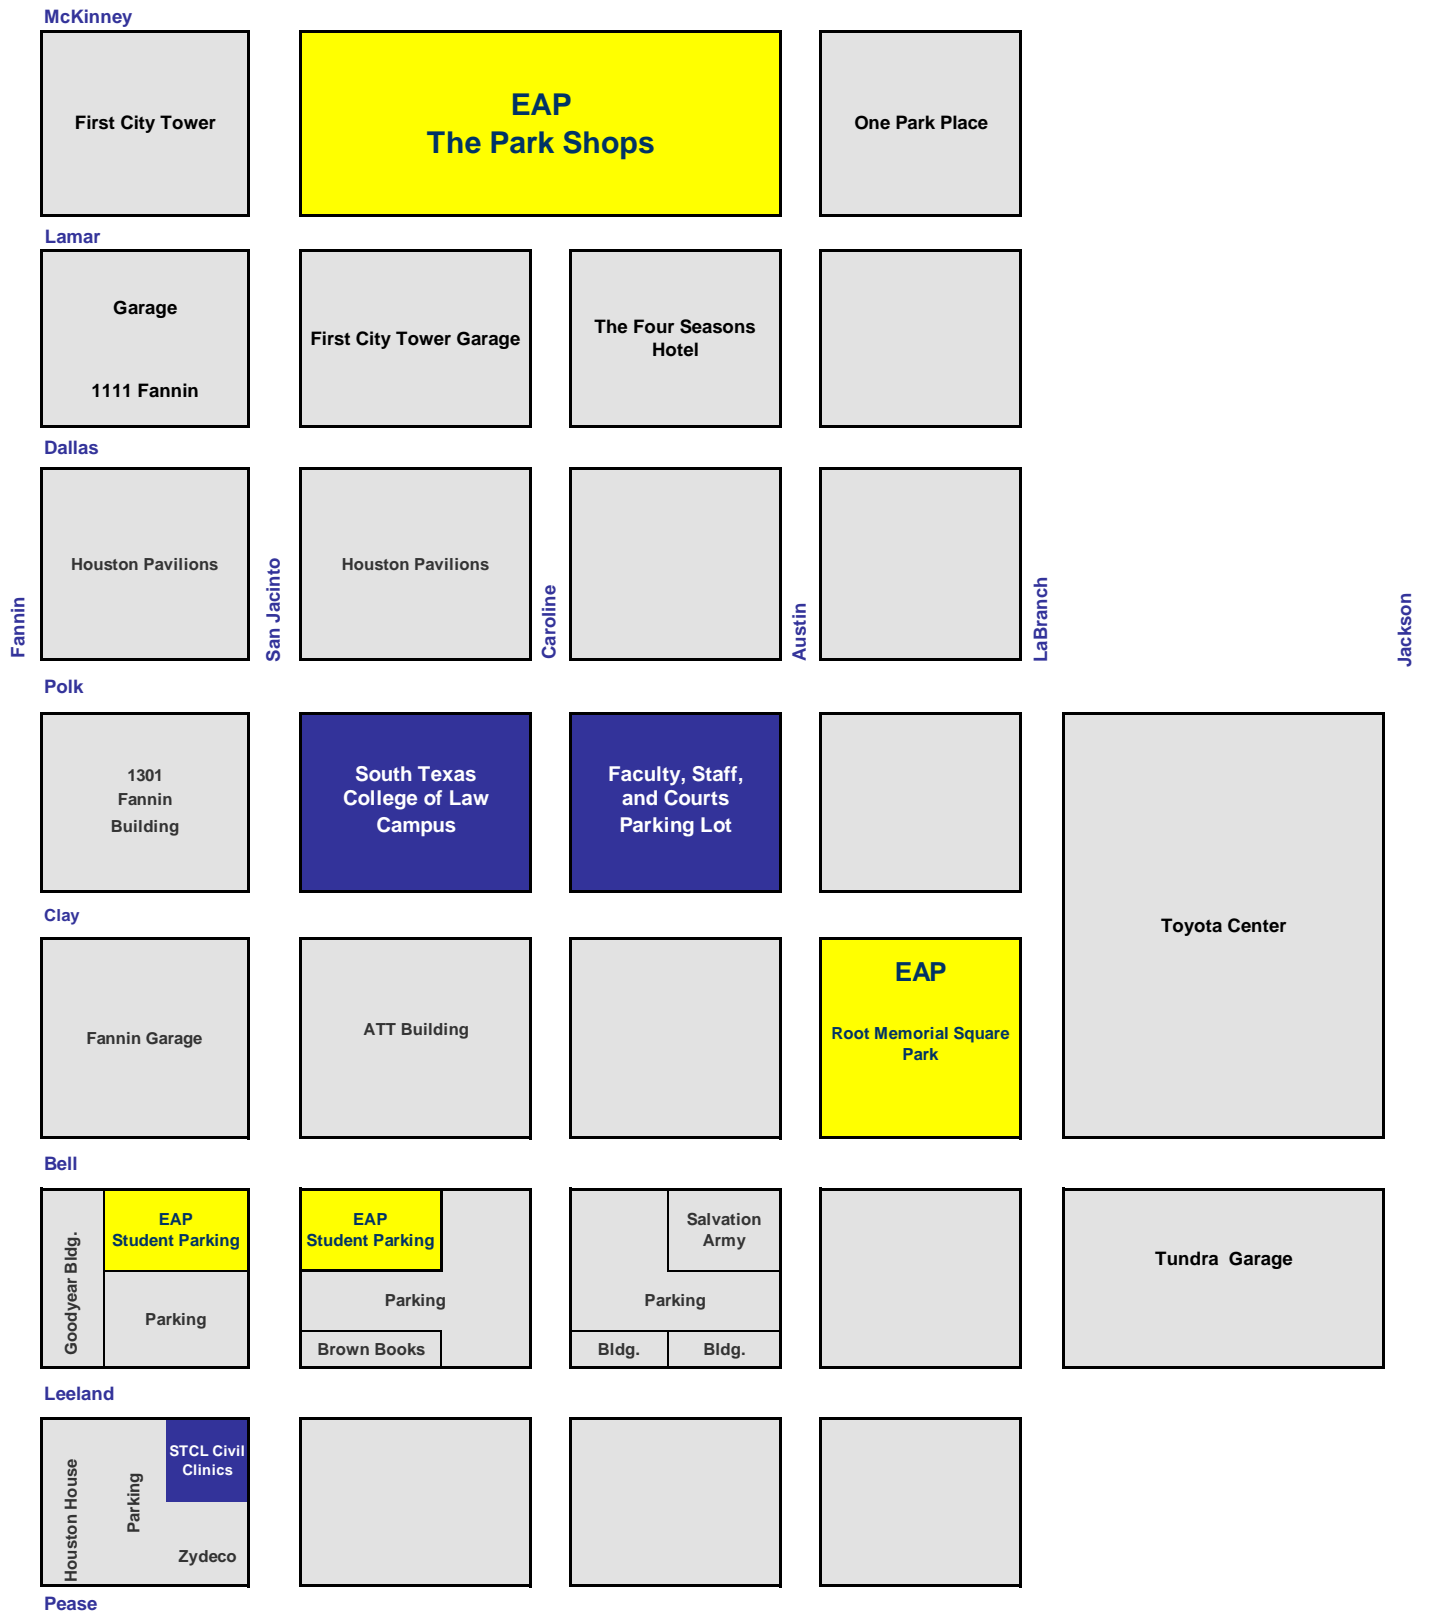 McKinney
First City Tower
EAP
The Park Shops
One Park Place
Lamar
Garage
1111 Fannin
First City Tower Garage
The Four Seasons
Hotel
Dallas
Houston Pavilions
Houston Pavilions
Fannin
San Jacinto
Caroline
Austin
LaBranch
Jackson
Polk
1301
Fannin
Building
South Texas
College of Law
Campus
Faculty, Staff,
and Courts
Parking Lot
Toyota Center
Clay
Fannin Garage
ATT Building
EAP
Root Memorial Square
Park
Bell
Goodyear Bldg.
EAP
Student Parking
Parking
EAP
Student Parking
Parking
Brown Books
Salvation
Army
Parking
Bldg.
Bldg.
Tundra  Garage
Leeland
Houston House
Parking
STCL Civil
Clinics
Zydeco
Pease